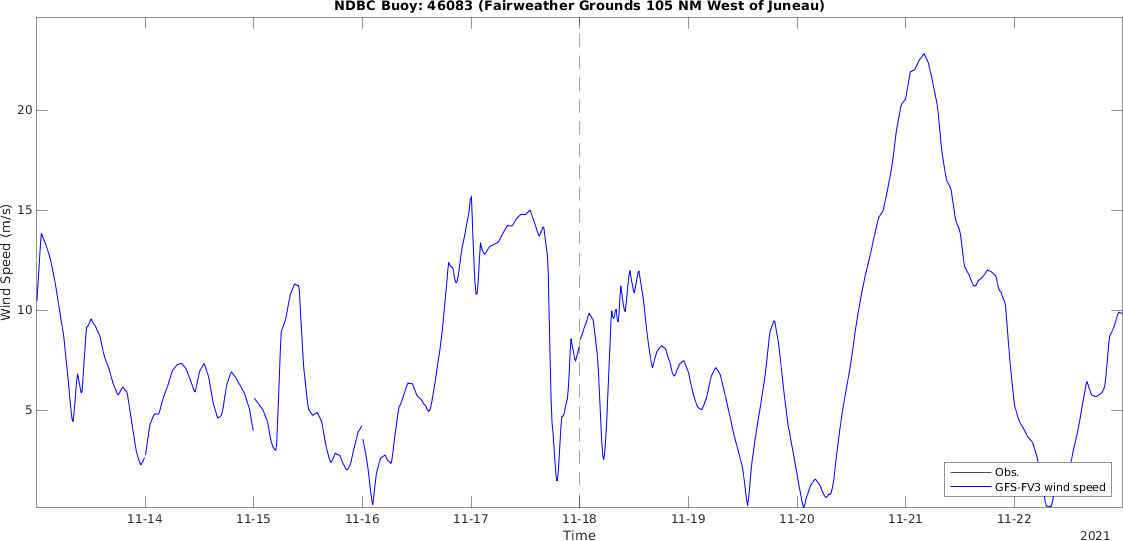 NDBC Buoy: 46083 (Fairweather Grounds 105 NM West of Juneau)
Wind Speed (m/s)
20
15
10
5
Obs.
GFS-FV3 wind speed
11-14 11-15 11-16 11-17 11-18 11-19 11-20 11-21 11-22
Time
2021